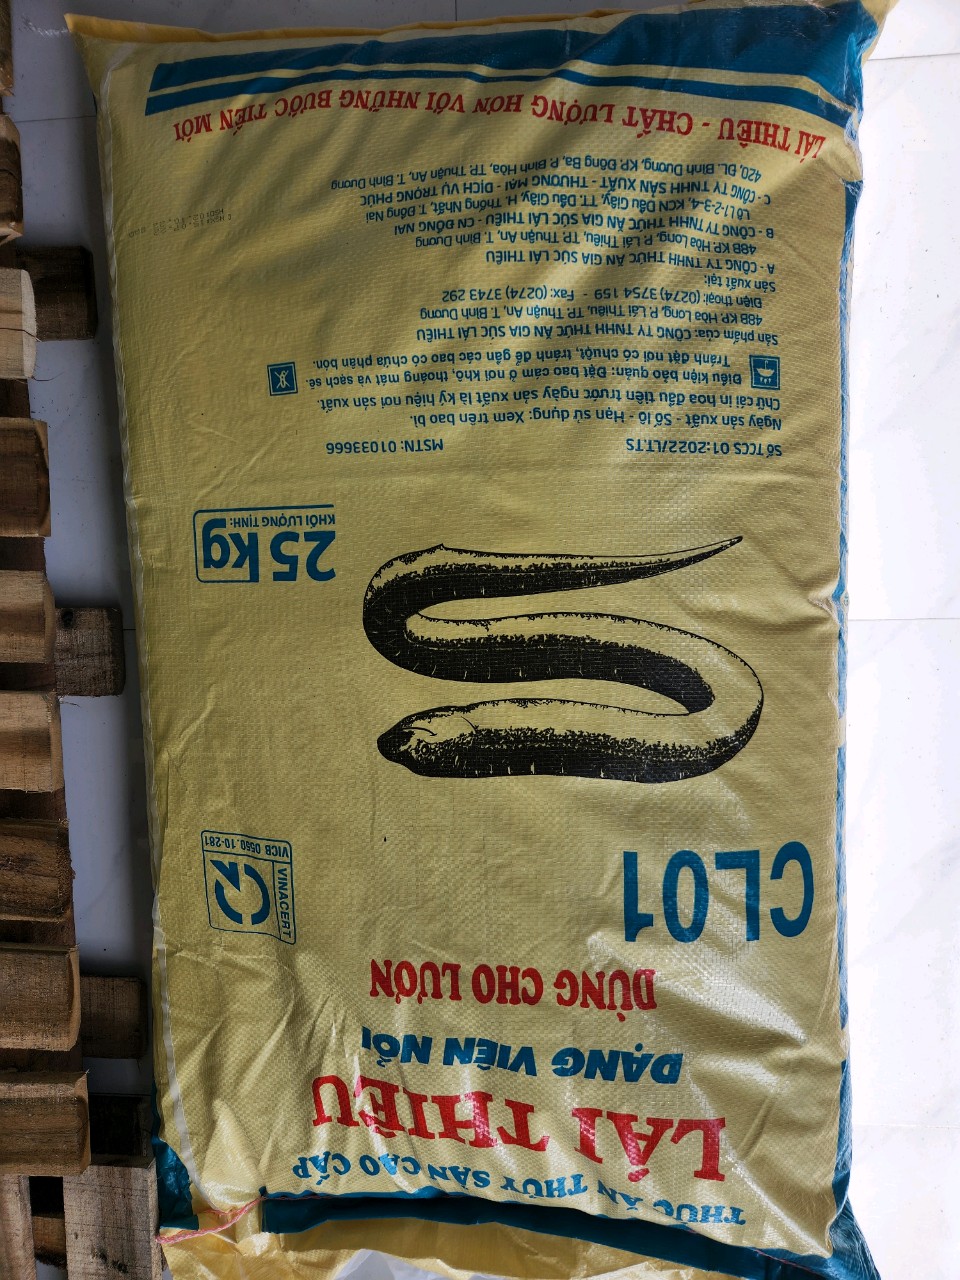 THỨC ĂN THỦY SẢN CAO CẤP
LÁI THIÊU
DẠNG VIÊN NỔI
DÙNG CHO LƯƠN
CL01
VINACERT
VICB 0560.10-281
KHỐI LƯỢNG TỊNH:
25 kg
Số TCCS 01:2022/LT.TS MSTN: 01033666
Ngày sản xuất - Số lô - Hạn sử dụng: Xem trên bao bì.
Chữ cái in hoa đầu tiên trước ngày sản xuất là ký hiệu nơi sản xuất.
Điều kiện bảo quản: Đặt bao cám ở nơi khô, thoáng, mát và sạch sẽ.
Tránh đặt nơi có chuột, tránh để gần các bao có chứa phân bón.
Sản phẩm của: CÔNG TY TNHH THỨC ĂN GIA SÚC LÁI THIÊU
48B KP. Hòa Long, P. Lái Thiêu, TP. Thuận An, T. Bình Dương
Điện thoại: (0274) 3754 159 - Fax: (0274) 3743 292
Sản xuất tại:
A - CÔNG TY TNHH THỨC ĂN GIA SÚC LÁI THIÊU
48B KP. Hòa Long, P. Lái Thiêu, TP. Thuận An, T. Bình Dương
B - CÔNG TY TNHH THỨC ĂN GIA SÚC LÁI THIÊU - CN ĐỒNG NAI
Lô L1-2-3-4, KCN Dầu Giây, TT. Dầu Giây, H. Thống Nhất, T. Đồng Nai
C - CÔNG TY TNHH SẢN XUẤT - THƯƠNG MẠI - DỊCH VỤ TRỌNG PHÚC
420, ĐL. Bình Dương, KP. Đồng Ba, P. Bình Hòa, TP. Thuận An, T. Bình Dương
LÁI THIÊU - CHẤT LƯỢNG HƠN VỚI NHỮNG BƯỚC TIẾN MỚI